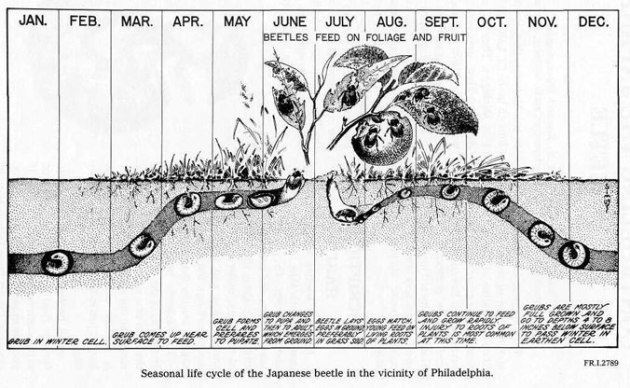 JAN. FEB. MAR. APR. MAY JUNE JULY AUG. SEPT. OCT. NOV. DEC.
BEETLES FEED ON FOLIAGE AND FRUIT
GRUB IN WINTER CELL.
GRUB COMES UP NEAR
SURFACE TO FEED
GRUB FORMS
CELL AND
PREPARES
TO PUPATE.
GRUB CHANGES
TO PUPA AND
THEN TO ADULT,
WHICH EMERGES
FROM GROUND.
BEETLE LAYS
EGGS IN GROUND,
PREFERABLY
IN GRASS SOD.
EGGS HATCH,
YOUNG FEED ON
LIVING ROOTS
OF PLANTS.
GRUBS CONTINUE TO FEED
AND GROW RAPIDLY
INJURY TO ROOTS OF
PLANTS IS MOST COMMON
AT THIS TIME.
GRUBS ARE MOSTLY
FULL GROWN AND
GO TO DEPTHS 4 TO 8
INCHES BELOW SURFACE
TO PASS WINTER IN
EARTHEN CELL.
FR.I.2789
Seasonal life cycle of the Japanese beetle in the vicinity of Philadelphia.